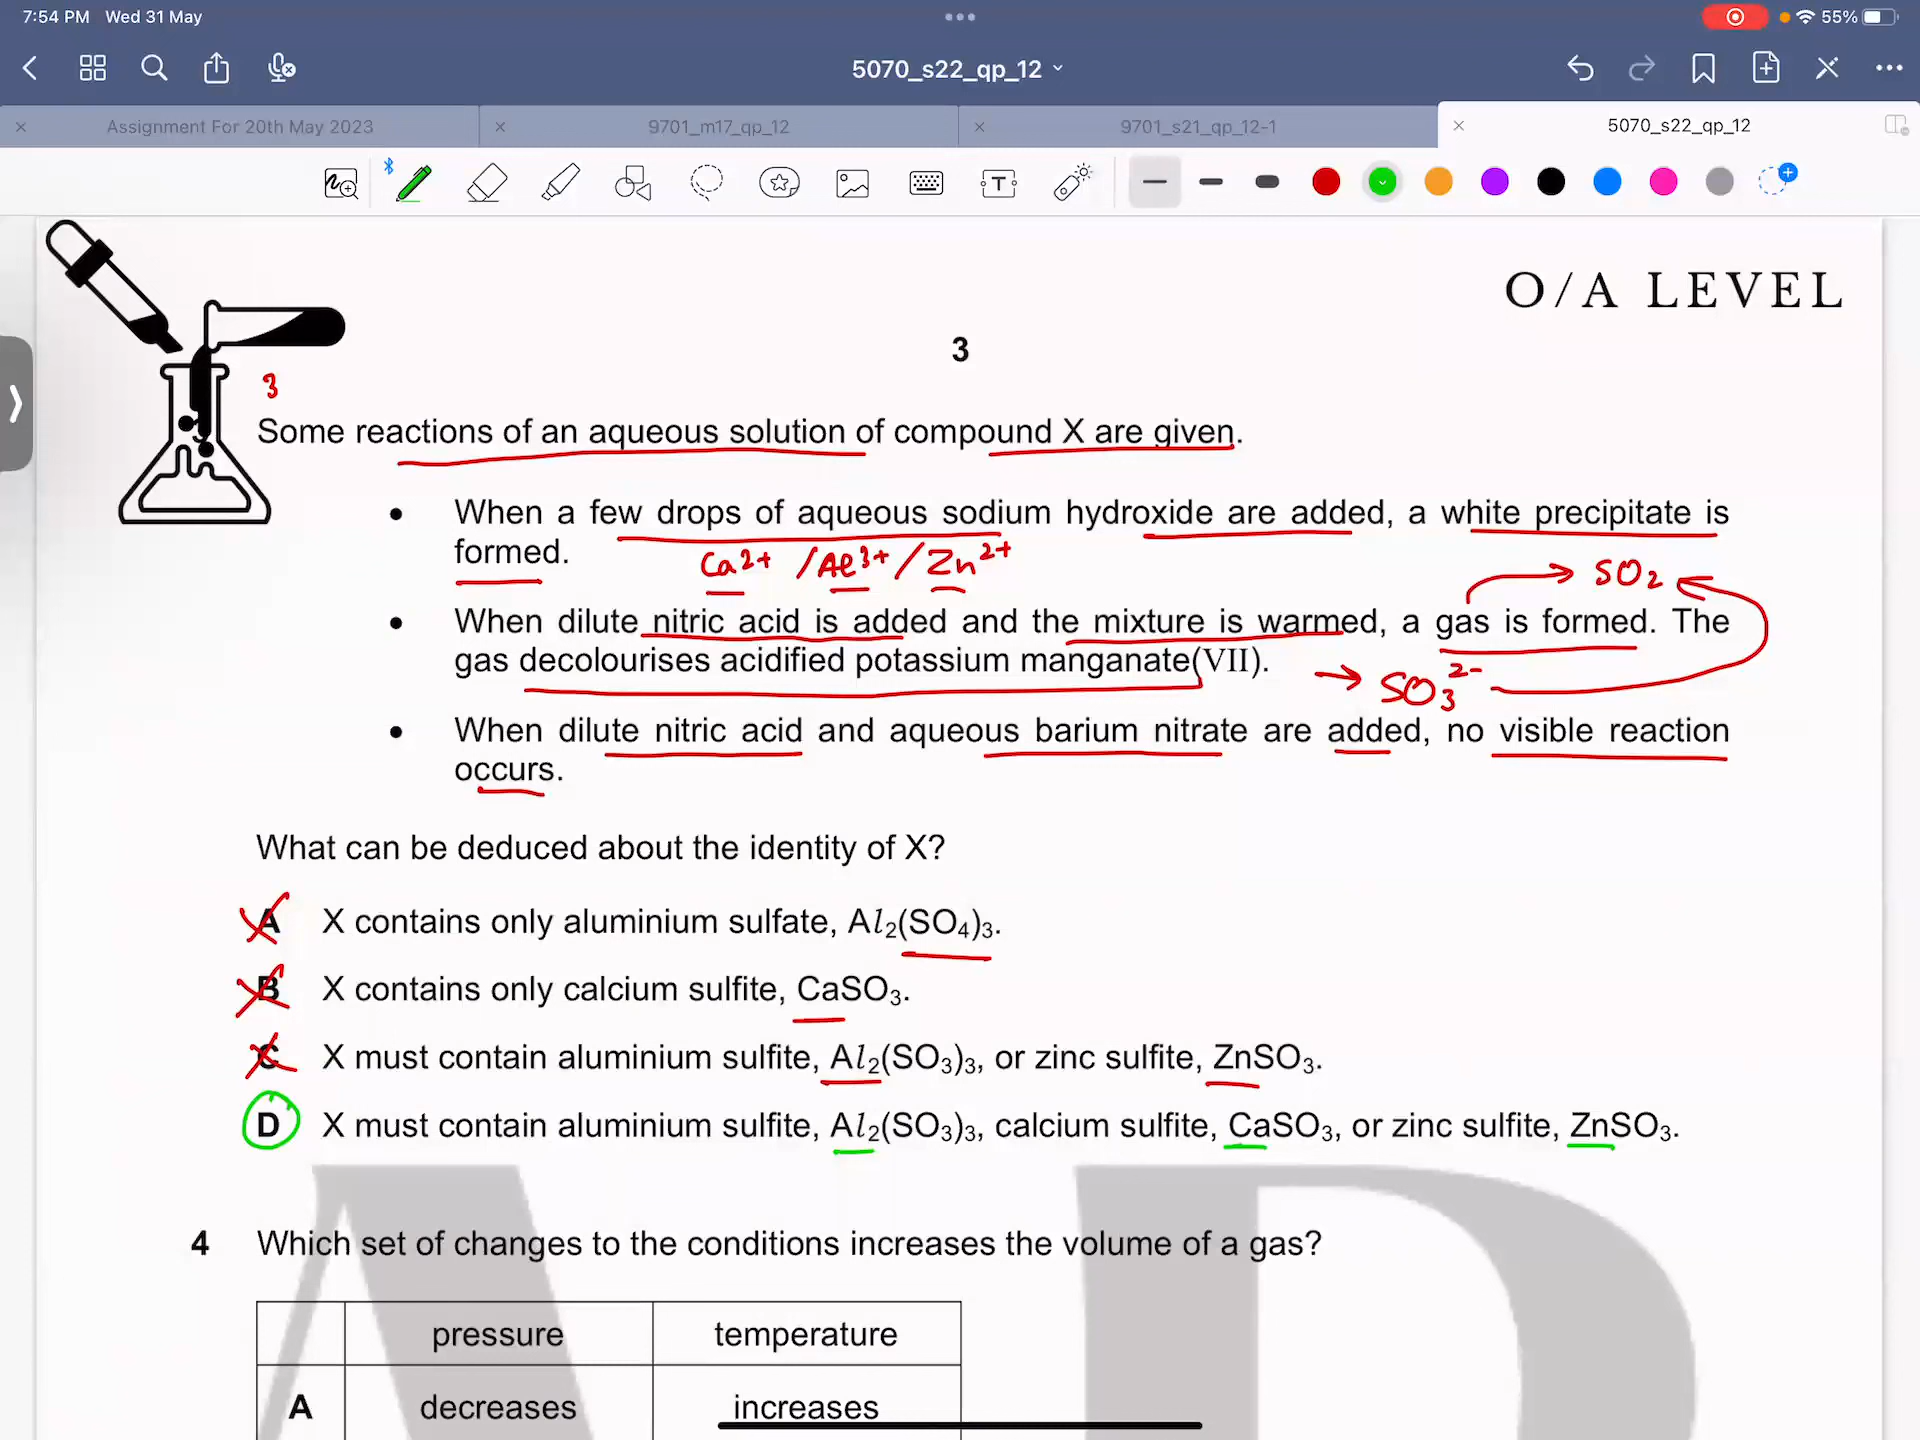 7:54 PM Wed 31 May
55%
5070_s22_qp_12
Assignment For 20th May 2023
9701_m17_qp_12
9701_s21_qp_12-1
5070_s22_qp_12
O/A LEVEL
3
3
Some reactions of an aqueous solution of compound X are given.
• When a few drops of aqueous sodium hydroxide are added, a white precipitate is
formed.
Ca²⁺ / Al³⁺ / Zn²⁺
→ SO₂
• When dilute nitric acid is added and the mixture is warmed, a gas is formed. The
gas decolourises acidified potassium manganate(VII).
→ SO₃²⁻
• When dilute nitric acid and aqueous barium nitrate are added, no visible reaction
occurs.
What can be deduced about the identity of X?
A X contains only aluminium sulfate, Al₂(SO₄)₃.
B X contains only calcium sulfite, CaSO₃.
C X must contain aluminium sulfite, Al₂(SO₃)₃, or zinc sulfite, ZnSO₃.
D X must contain aluminium sulfite, Al₂(SO₃)₃, calcium sulfite, CaSO₃, or zinc sulfite, ZnSO₃.
4 Which set of changes to the conditions increases the volume of a gas?
pressure temperature
A decreases increases